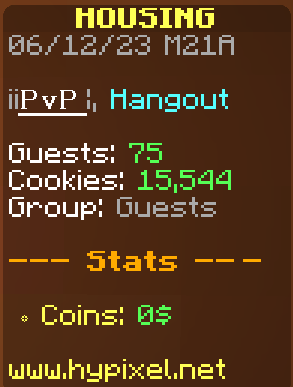 HOUSING
06/12/23 M21A
¡¡PvP ¦, Hangout
Guests: 75
Cookies: 15,544
Group: Guests
--- Stats ---
◦ Coins: 0$
www.hypixel.net